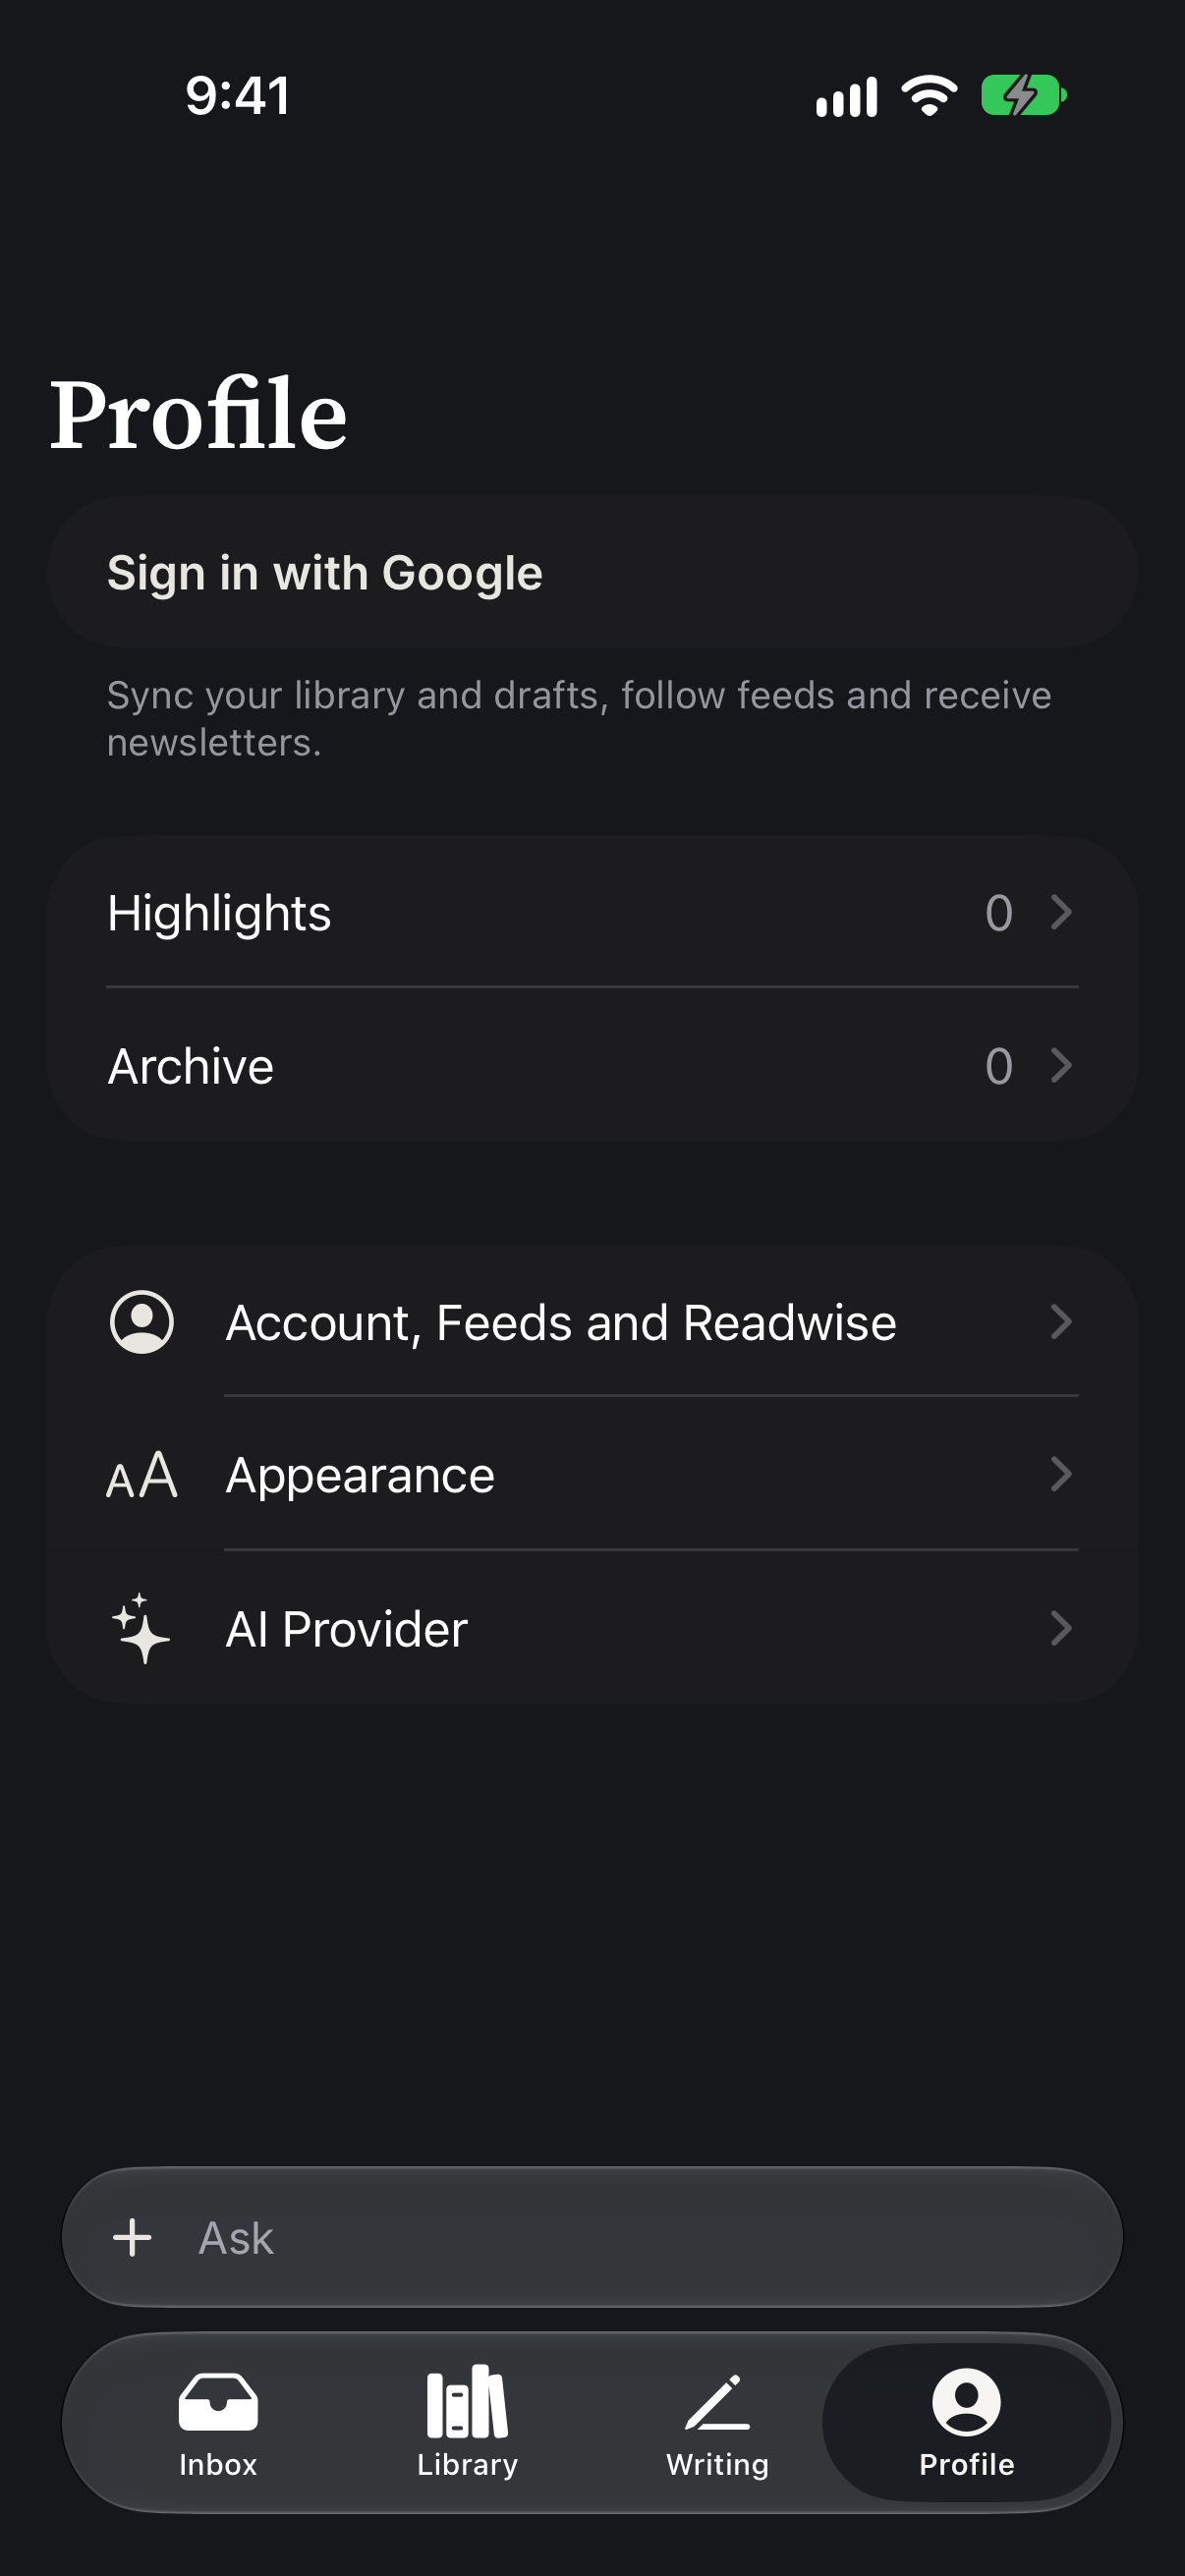 9:41
Profile
Sign in with Google
Sync your library and drafts, follow feeds and receive
newsletters.
Highlights 0
Archive 0
Account, Feeds and Readwise
AA Appearance
AI Provider
Ask
Inbox Library Writing Profile